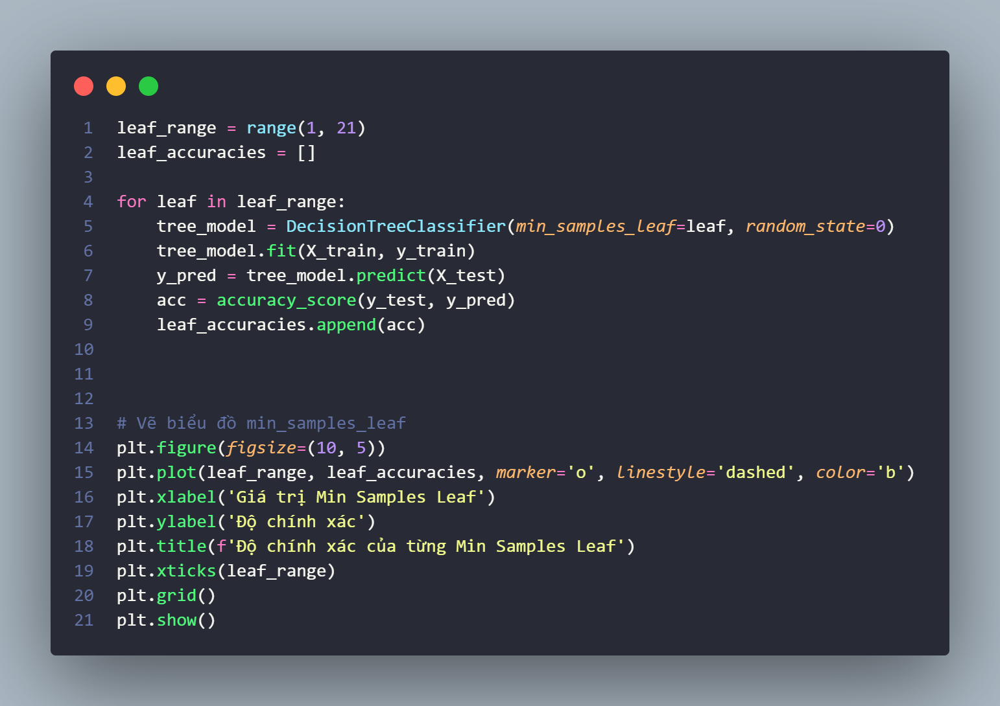 1 leaf_range = range(1, 21)
2 leaf_accuracies = []
3
4 for leaf in leaf_range:
5     tree_model = DecisionTreeClassifier(min_samples_leaf=leaf, random_state=0)
6     tree_model.fit(X_train, y_train)
7     y_pred = tree_model.predict(X_test)
8     acc = accuracy_score(y_test, y_pred)
9     leaf_accuracies.append(acc)
10
11
12
13 # Vẽ biểu đồ min_samples_leaf
14 plt.figure(figsize=(10, 5))
15 plt.plot(leaf_range, leaf_accuracies, marker='o', linestyle='dashed', color='b')
16 plt.xlabel('Giá trị Min Samples Leaf')
17 plt.ylabel('Độ chính xác')
18 plt.title(f'Độ chính xác của từng Min Samples Leaf')
19 plt.xticks(leaf_range)
20 plt.grid()
21 plt.show()